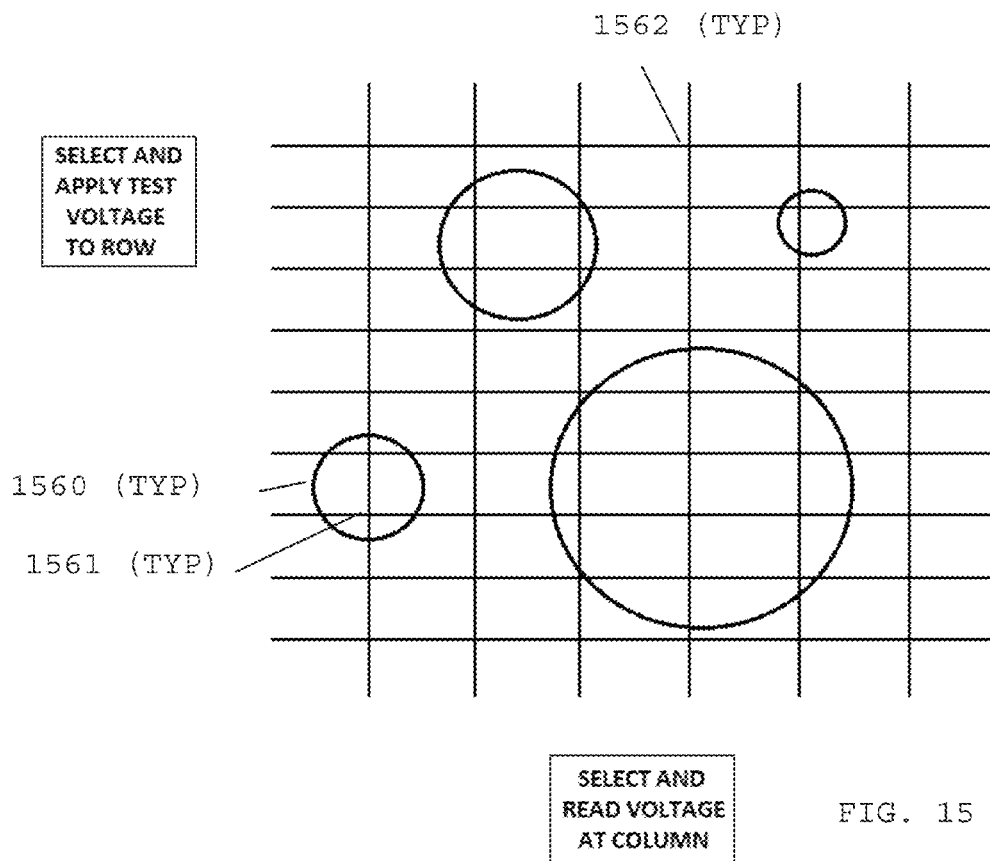 1562 (TYP)
SELECT AND
APPLY TEST
VOLTAGE
TO ROW
1560 (TYP)
1561 (TYP)
SELECT AND
READ VOLTAGE
AT COLUMN
FIG. 15